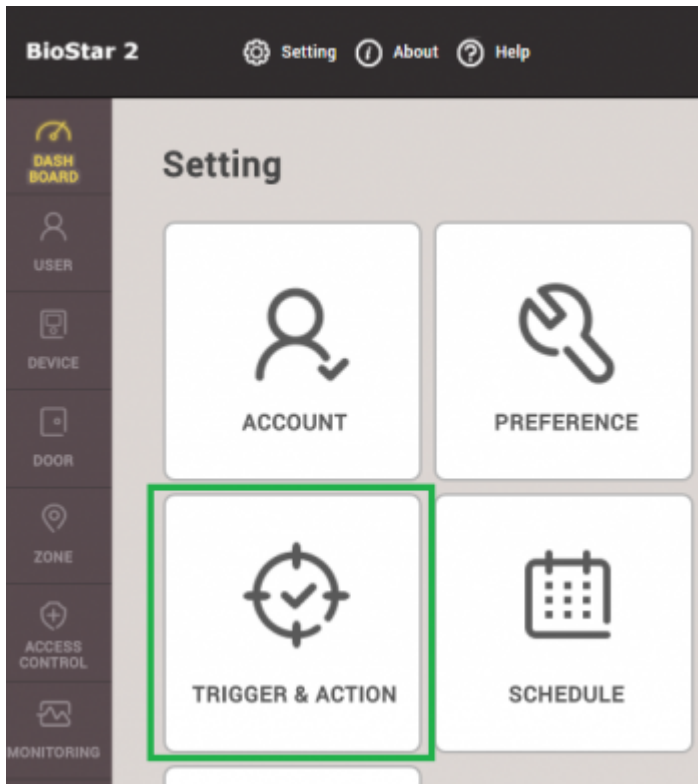 BioStar 2
Setting
About
Help
DASH
BOARD
USER
DEVICE
DOOR
ZONE
ACCESS
CONTROL
MONITORING
Setting
ACCOUNT
PREFERENCE
TRIGGER & ACTION
SCHEDULE